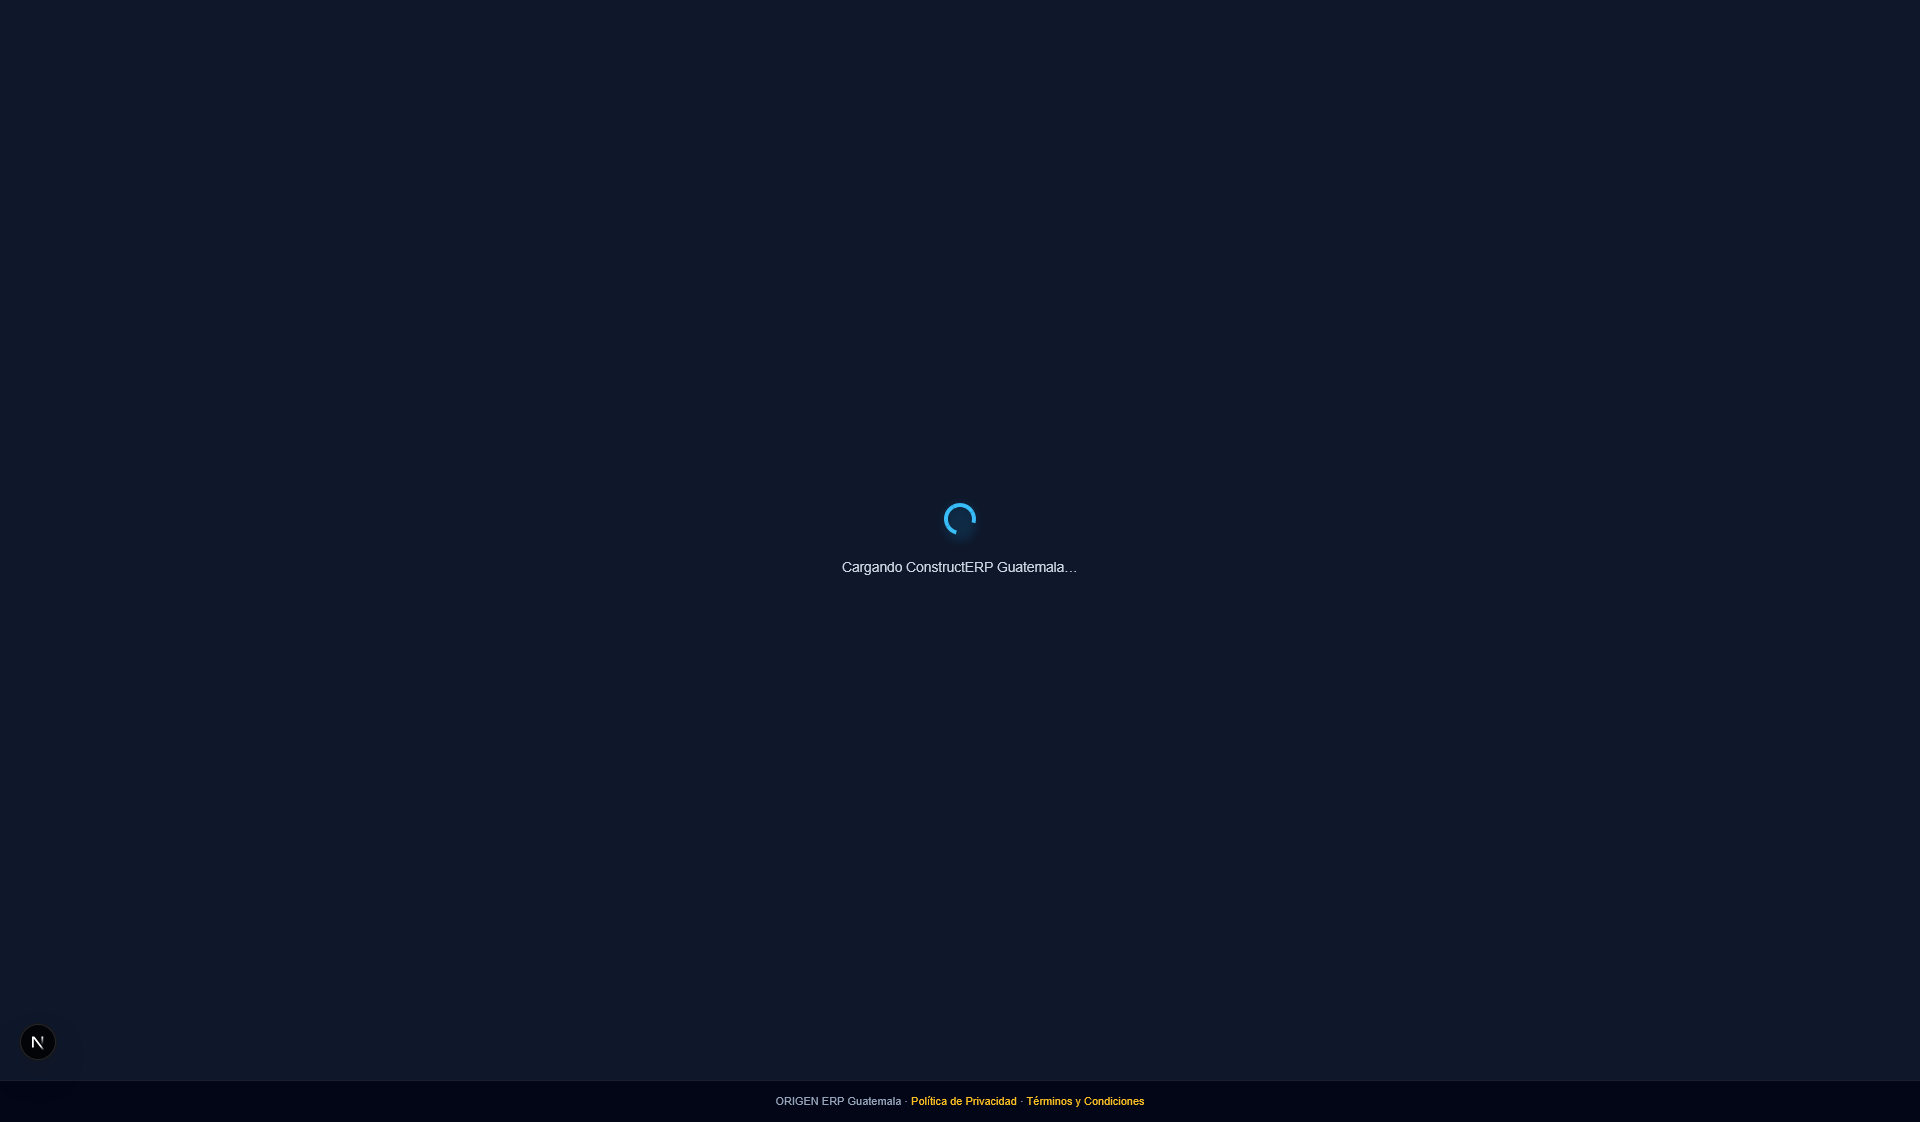 Cargando ConstructERP Guatemala…
N
ORIGEN ERP Guatemala · Política de Privacidad · Términos y Condiciones